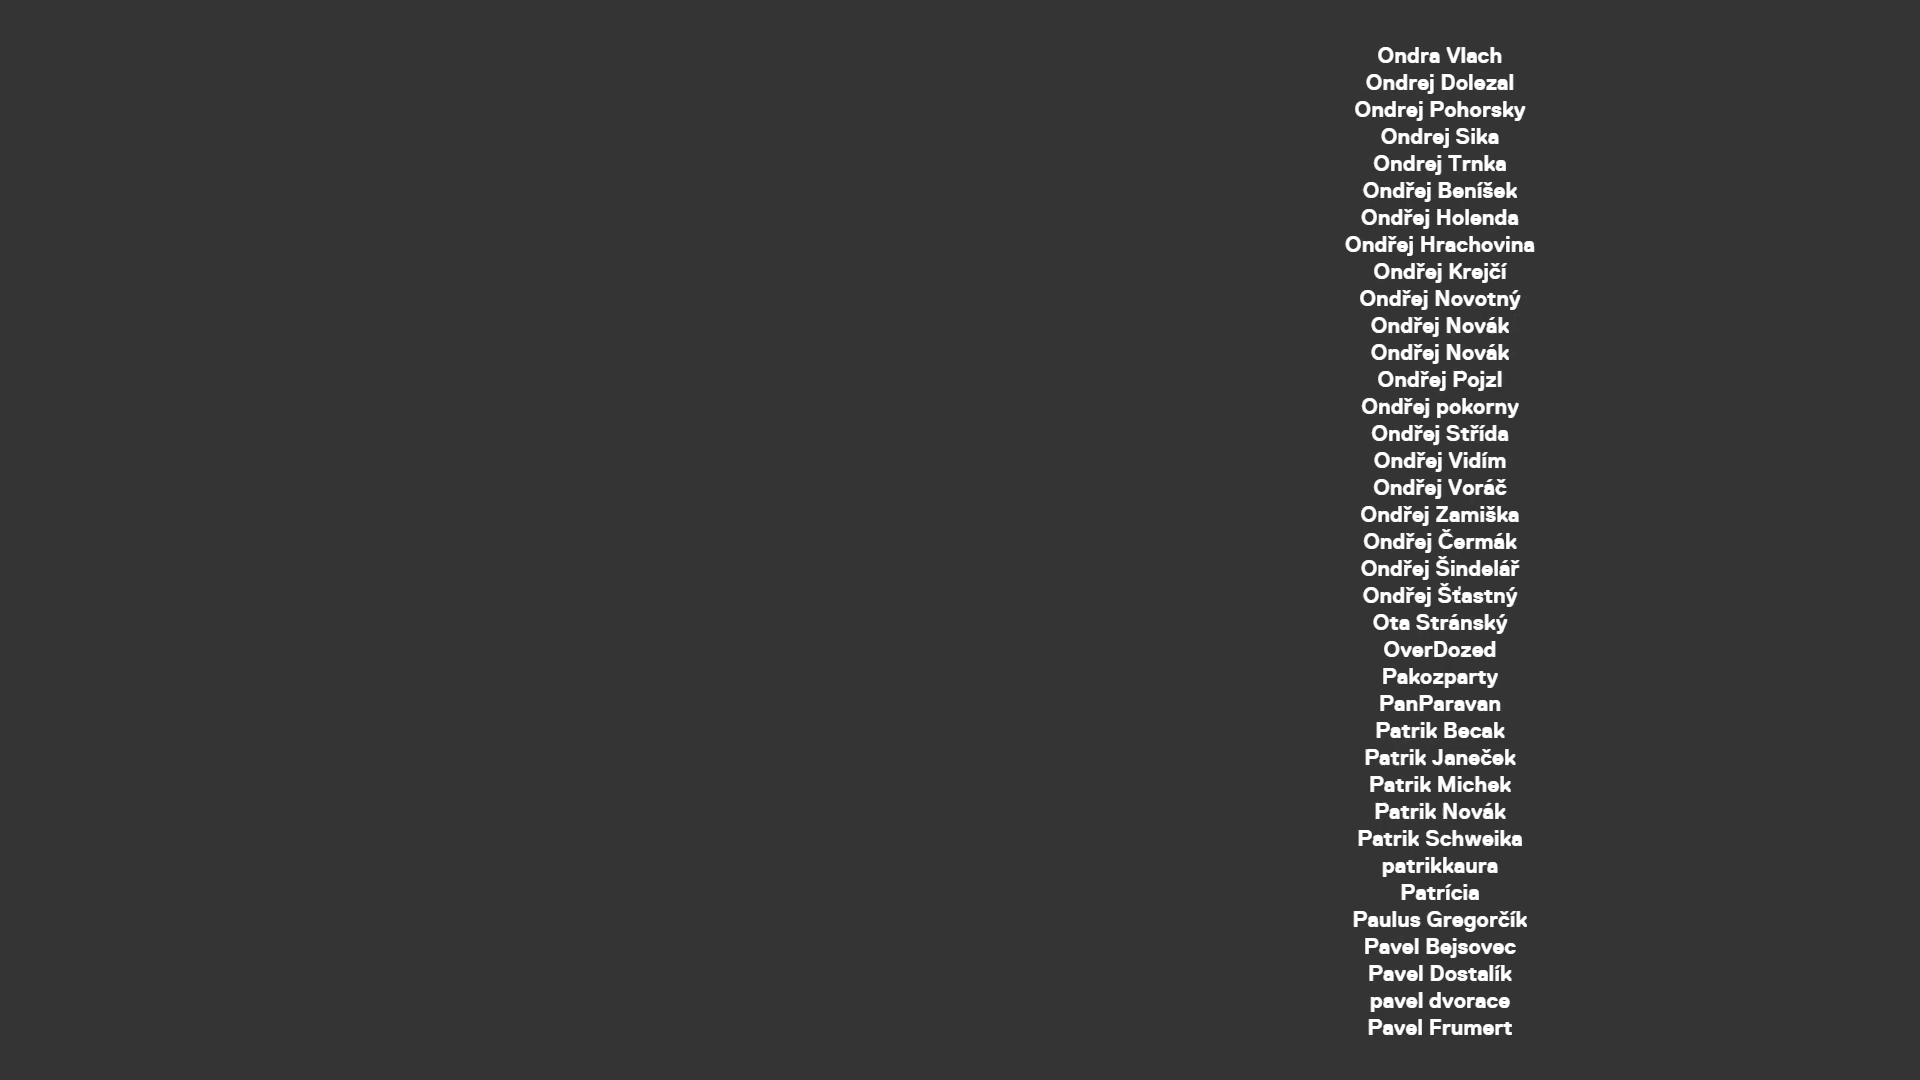 Ondra Vlach
Ondrej Dolezal
Ondrej Pohorsky
Ondrej Sika
Ondrej Trnka
Ondřej Beníšek
Ondřej Holenda
Ondřej Hrachovina
Ondřej Krejčí
Ondřej Novotný
Ondřej Novák
Ondřej Novák
Ondřej Pojzl
Ondřej pokorny
Ondřej Střída
Ondřej Vidím
Ondřej Voráč
Ondřej Zamiška
Ondřej Čermák
Ondřej Šindelář
Ondřej Šťastný
Ota Stránský
OverDozed
Pakozparty
PanParavan
Patrik Becak
Patrik Janeček
Patrik Michek
Patrik Novák
Patrik Schweika
patrikkaura
Patrícia
Paulus Gregorčík
Pavel Bejsovec
Pavel Dostalík
pavel dvorace
Pavel Frumert